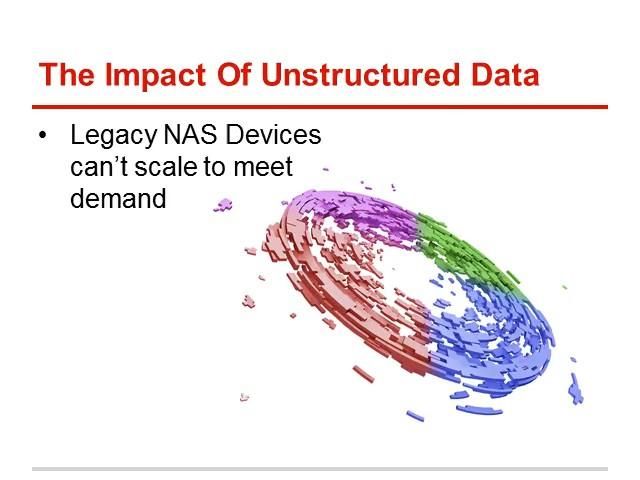 The Impact Of Unstructured Data
• Legacy NAS Devices
can’t scale to meet
demand